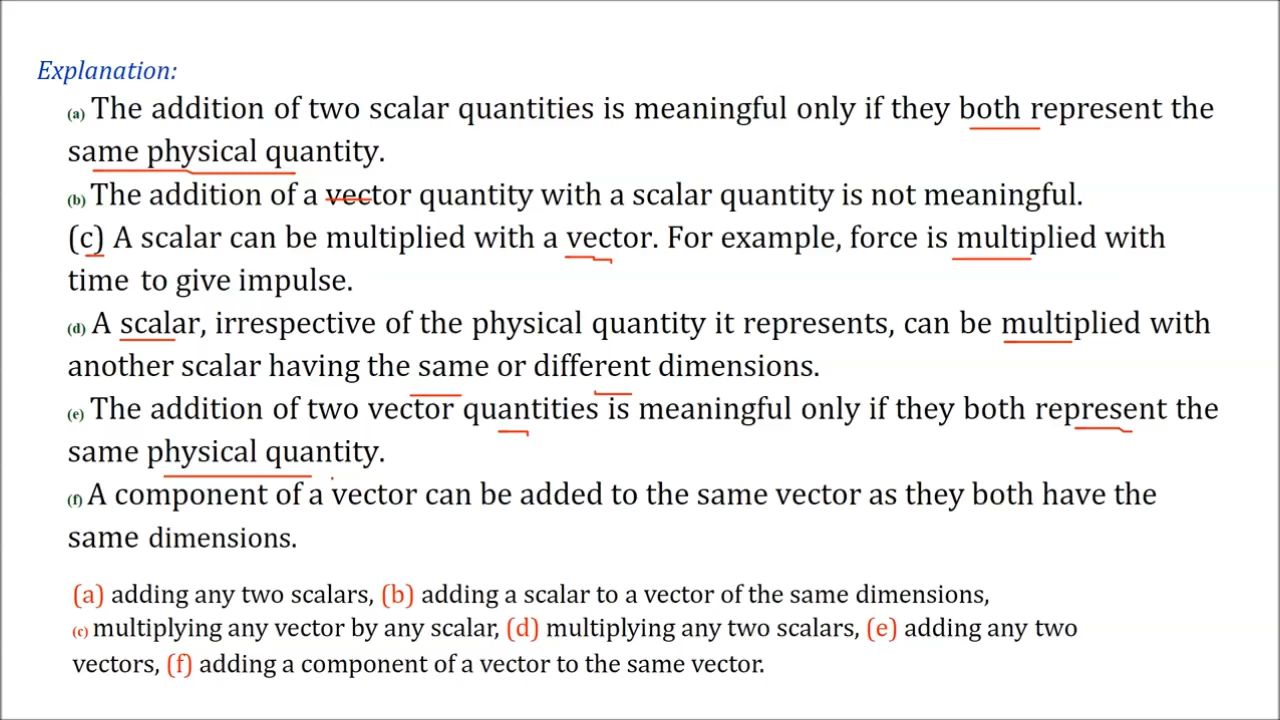 Explanation:
(a) The addition of two scalar quantities is meaningful only if they both represent the
same physical quantity.
(b) The addition of a vector quantity with a scalar quantity is not meaningful.
(c) A scalar can be multiplied with a vector. For example, force is multiplied with
time to give impulse.
(d) A scalar, irrespective of the physical quantity it represents, can be multiplied with
another scalar having the same or different dimensions.
(e) The addition of two vector quantities is meaningful only if they both represent the
same physical quantity.
(f) A component of a vector can be added to the same vector as they both have the
same dimensions.
(a) adding any two scalars, (b) adding a scalar to a vector of the same dimensions,
(c) multiplying any vector by any scalar, (d) multiplying any two scalars, (e) adding any two
vectors, (f) adding a component of a vector to the same vector.